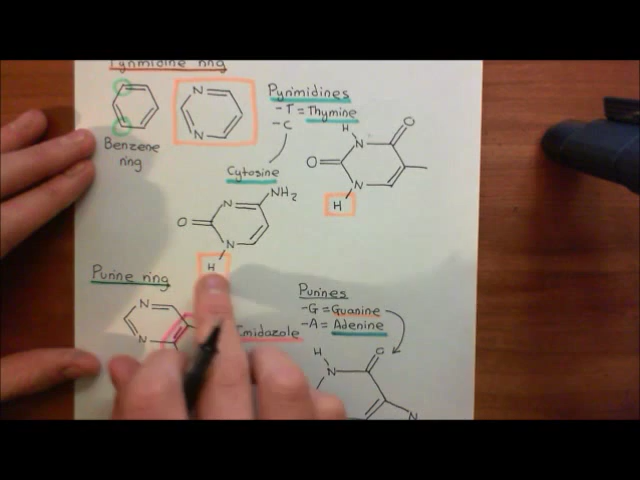 Pyrimidine ring
N
N
Benzene
ring
Pyrimidines
- T = Thymine
- C
H
N
O
O
N
H
Cytosine
NH2
N
O
N
H
Purine ring
N
N
Imidazole
Purines
- G = Guanine
- A = Adenine
H
N
O
N